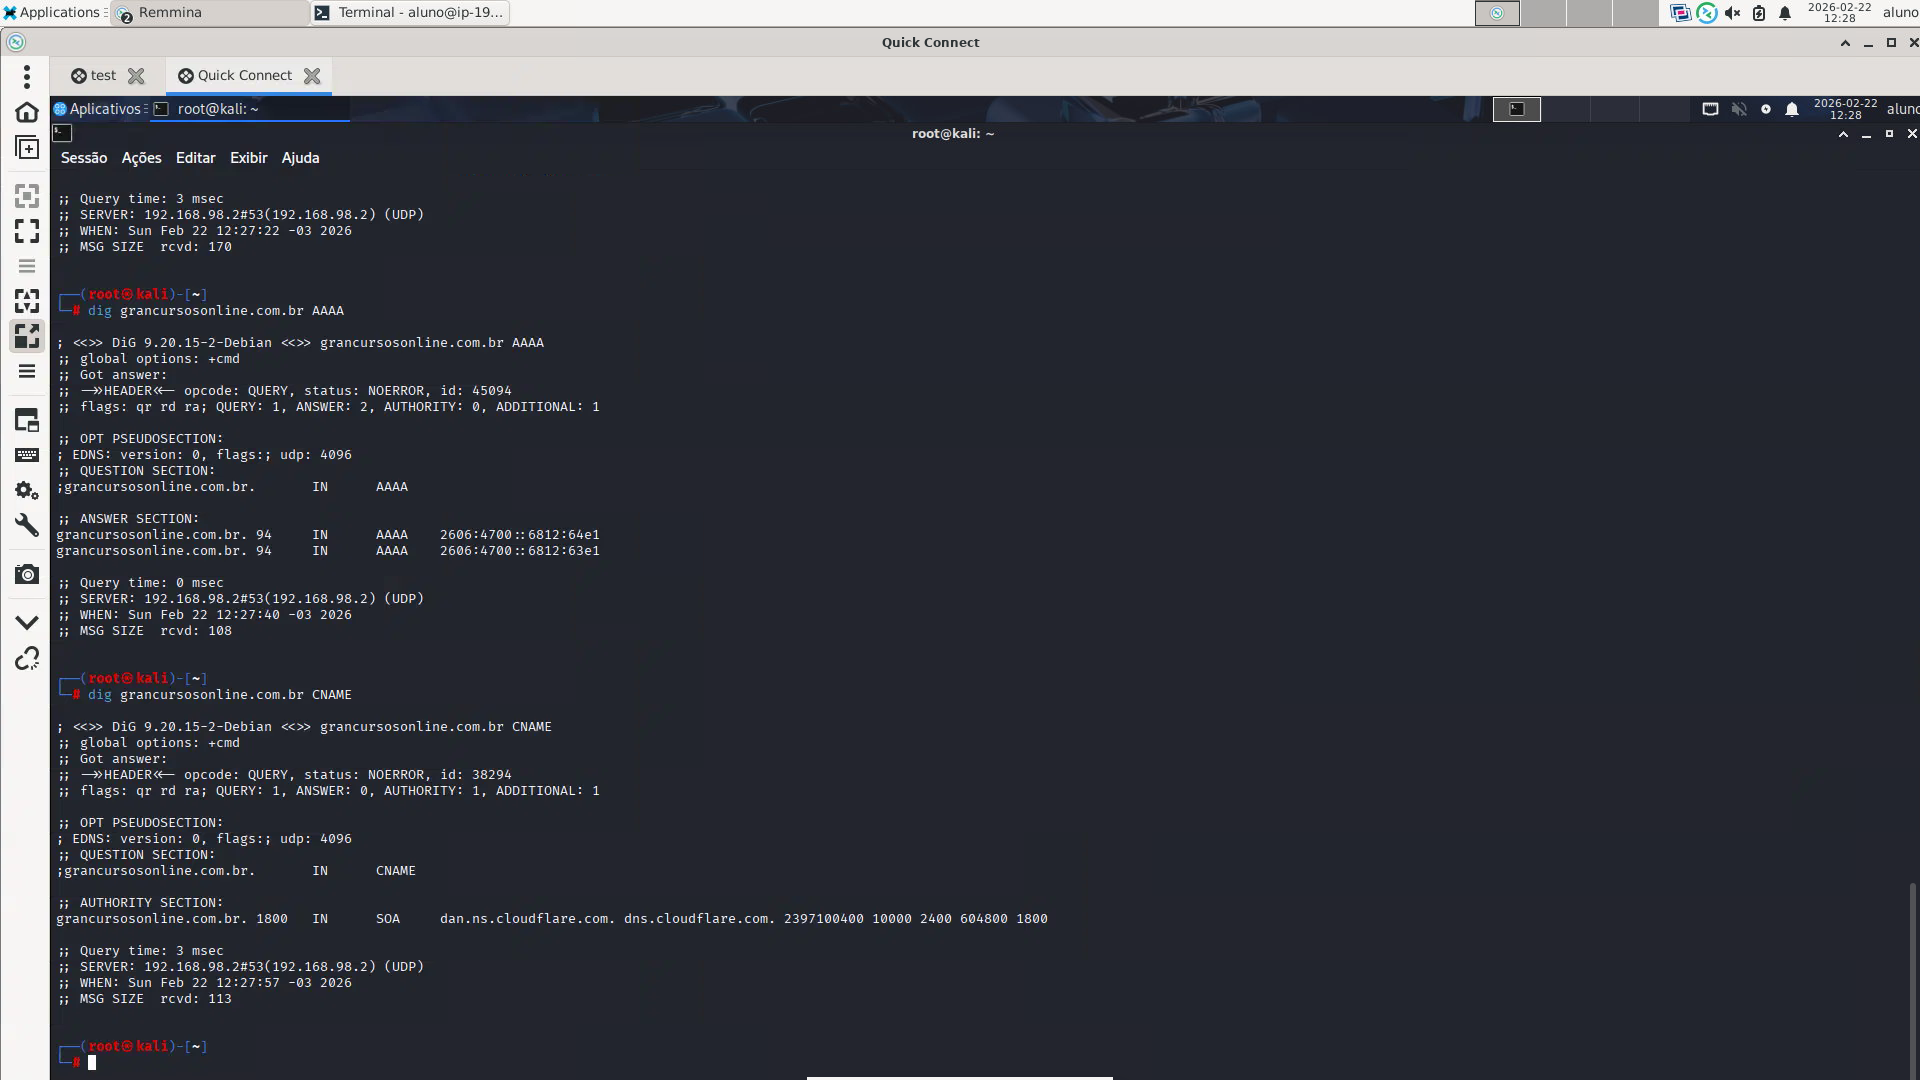 Applications
2 Remmina
Terminal - aluno@ip-19...
2026-02-22
12:28
aluno
Quick Connect
test
Quick Connect
Aplicativos
root@kali: ~
2026-02-22
12:28
aluno
root@kali: ~
Sessão Ações Editar Exibir Ajuda
;; Query time: 3 msec
;; SERVER: 192.168.98.2#53(192.168.98.2) (UDP)
;; WHEN: Sun Feb 22 12:27:22 -03 2026
;; MSG SIZE  rcvd: 170
┌──(root㉿kali)-[~]
└─# dig grancursosonline.com.br AAAA
; <<>> DiG 9.20.15-2-Debian <<>> grancursosonline.com.br AAAA
;; global options: +cmd
;; Got answer:
;; ->>HEADER<<- opcode: QUERY, status: NOERROR, id: 45094
;; flags: qr rd ra; QUERY: 1, ANSWER: 2, AUTHORITY: 0, ADDITIONAL: 1
;; OPT PSEUDOSECTION:
; EDNS: version: 0, flags:; udp: 4096
;; QUESTION SECTION:
;grancursosonline.com.br. IN AAAA
;; ANSWER SECTION:
grancursosonline.com.br. 94 IN AAAA 2606:4700::6812:64e1
grancursosonline.com.br. 94 IN AAAA 2606:4700::6812:63e1
;; Query time: 0 msec
;; SERVER: 192.168.98.2#53(192.168.98.2) (UDP)
;; WHEN: Sun Feb 22 12:27:40 -03 2026
;; MSG SIZE  rcvd: 108
┌──(root㉿kali)-[~]
└─# dig grancursosonline.com.br CNAME
; <<>> DiG 9.20.15-2-Debian <<>> grancursosonline.com.br CNAME
;; global options: +cmd
;; Got answer:
;; ->>HEADER<<- opcode: QUERY, status: NOERROR, id: 38294
;; flags: qr rd ra; QUERY: 1, ANSWER: 0, AUTHORITY: 1, ADDITIONAL: 1
;; OPT PSEUDOSECTION:
; EDNS: version: 0, flags:; udp: 4096
;; QUESTION SECTION:
;grancursosonline.com.br. IN CNAME
;; AUTHORITY SECTION:
grancursosonline.com.br. 1800 IN SOA dan.ns.cloudflare.com. dns.cloudflare.com. 2397100400 10000 2400 604800 1800
;; Query time: 3 msec
;; SERVER: 192.168.98.2#53(192.168.98.2) (UDP)
;; WHEN: Sun Feb 22 12:27:57 -03 2026
;; MSG SIZE  rcvd: 113
┌──(root㉿kali)-[~]
└─#